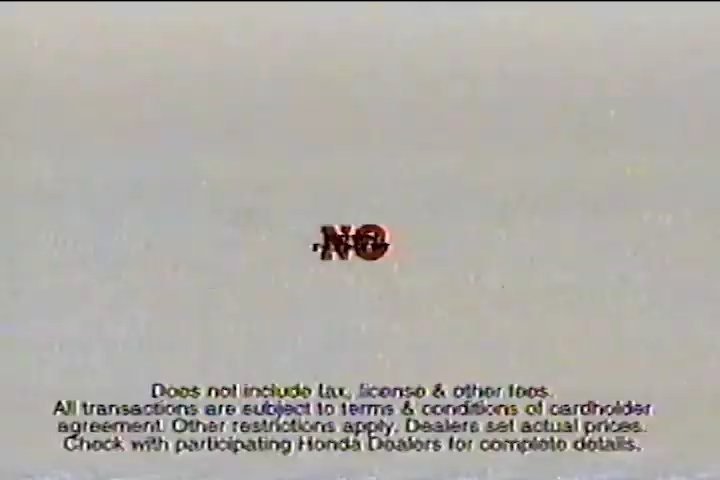 NO
Does not include tax, license & other fees.
All transactions are subject to terms & conditions of cardholder
agreement. Other restrictions apply. Dealers set actual prices.
Check with participating Honda Dealers for complete details.